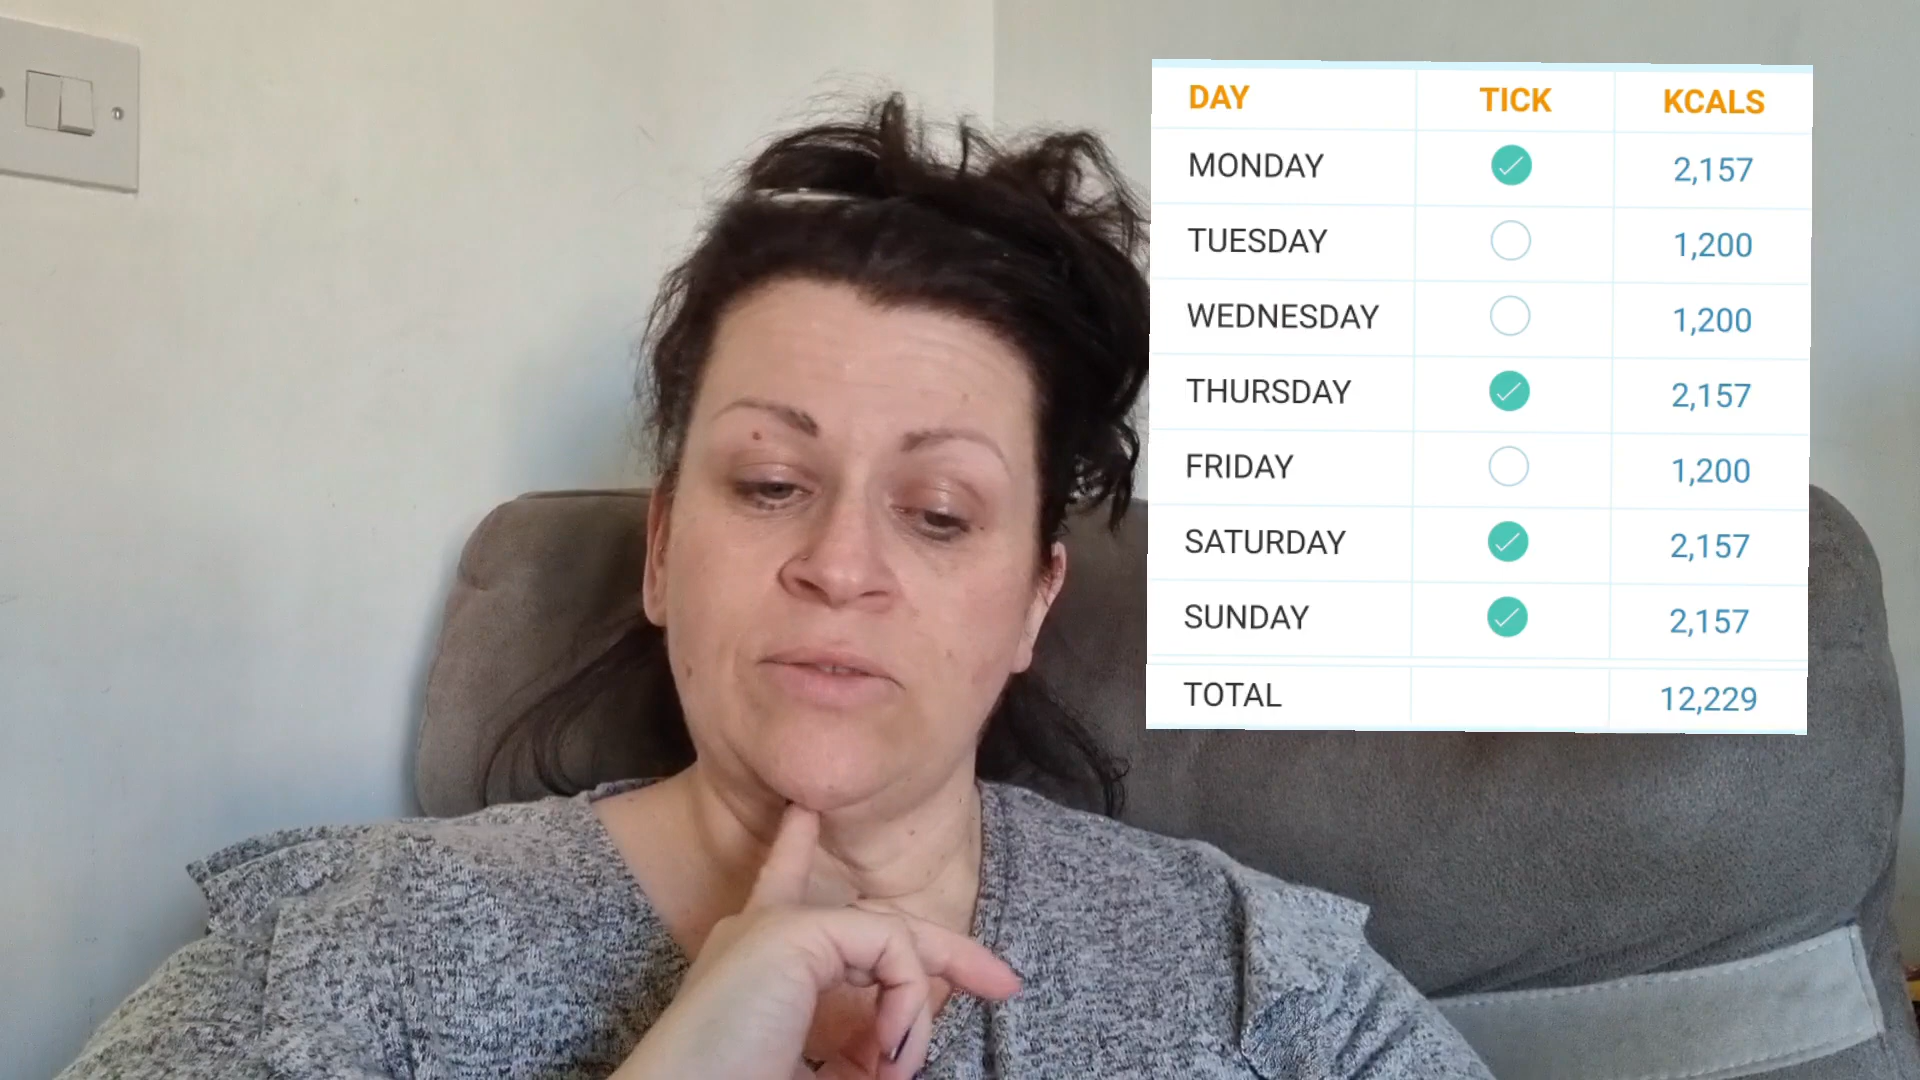 DAY TICK KCALS
MONDAY 2,157
TUESDAY 1,200
WEDNESDAY 1,200
THURSDAY 2,157
FRIDAY 1,200
SATURDAY 2,157
SUNDAY 2,157
TOTAL 12,229